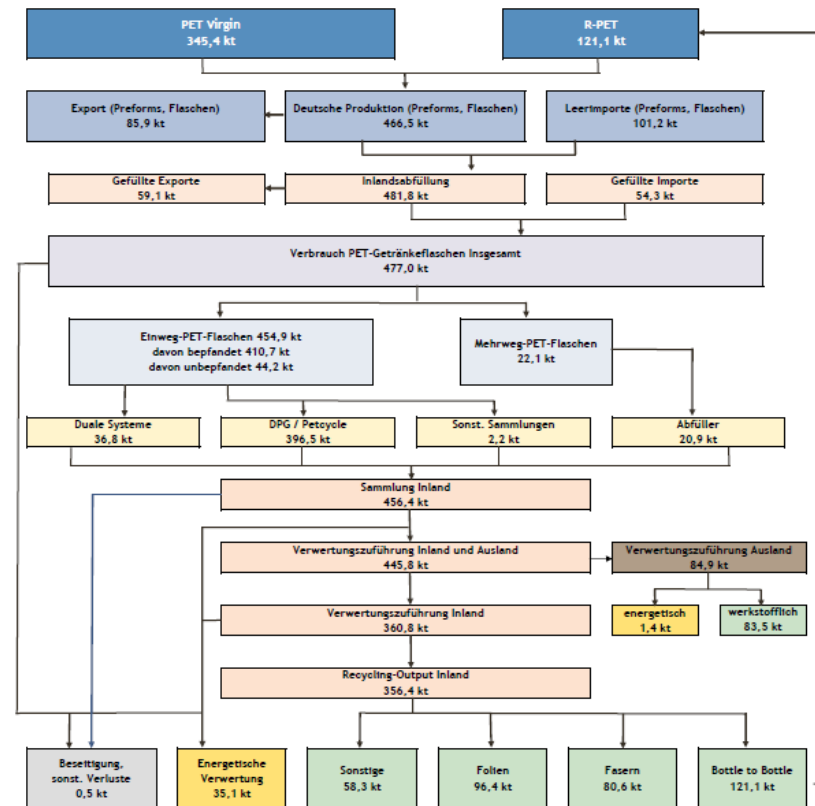 PET Virgin
345,4 kt
R-PET
121,1 kt
Export (Preforms, Flaschen)
85,9 kt
Deutsche Produktion (Preforms, Flaschen)
466,5 kt
Leerimporte (Preforms, Flaschen)
101,2 kt
Gefüllte Exporte
59,1 kt
Inlandsabfüllung
481,8 kt
Gefüllte Importe
54,3 kt
Verbrauch PET-Getränkeflaschen Insgesamt
477,0 kt
Einweg-PET-Flaschen 454,9 kt
davon bepfandet 410,7 kt
davon unbepfandet 44,2 kt
Mehrweg-PET-Flaschen
22,1 kt
Duale Systeme
36,8 kt
DPG / Petcycle
396,5 kt
Sonst. Sammlungen
2,2 kt
Abfüller
20,9 kt
Sammlung Inland
456,4 kt
Verwertungszuführung Inland und Ausland
445,8 kt
Verwertungszuführung Ausland
84,9 kt
energetisch
1,4 kt
werkstofflich
83,5 kt
Verwertungszuführung Inland
360,8 kt
Recycling-Output Inland
356,4 kt
Beseitigung,
sonst. Verluste
0,5 kt
Energetische
Verwertung
35,1 kt
Sonstige
58,3 kt
Folien
96,4 kt
Fasern
80,6 kt
Bottle to Bottle
121,1 kt